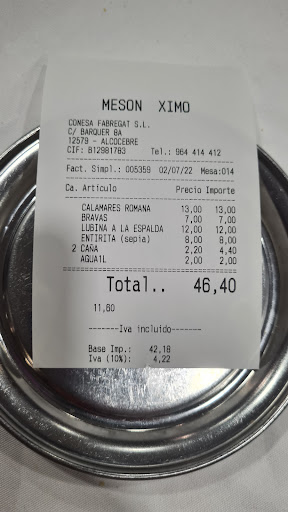 MESON XIMO
CONESA FABREGAT S.L.
C/ BARQUER 8A
12579 - ALCOCEBRE
CIF: B12981783 Tel.: 964 414 412
Fact. Simpl.: 005359 02/07/22 Mesa:014
Ca. Artículo Precio Importe
CALAMARES ROMANA 13,00 13,00
BRAVAS 7,00 7,00
LUBINA A LA ESPALDA 12,00 12,00
ENTIRITA (sepia) 8,00 8,00
2 CAÑA 2,20 4,40
AGUA1L 2,00 2,00
Total.. 46,40
11,60
-------Iva incluido-------
Base Imp.: 42,18
Iva (10%): 4,22